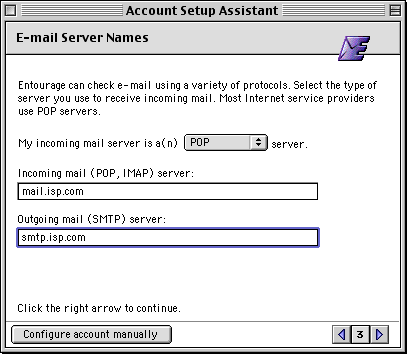 Account Setup Assistant
E-mail Server Names
Entourage can check e-mail using a variety of protocols. Select the type of
server you use to receive incoming mail. Most Internet service providers
use POP servers.
My incoming mail server is a(n) POP server.
Incoming mail (POP, IMAP) server:
mail.isp.com
Outgoing mail (SMTP) server:
smtp.isp.com
Click the right arrow to continue.
Configure account manually 3